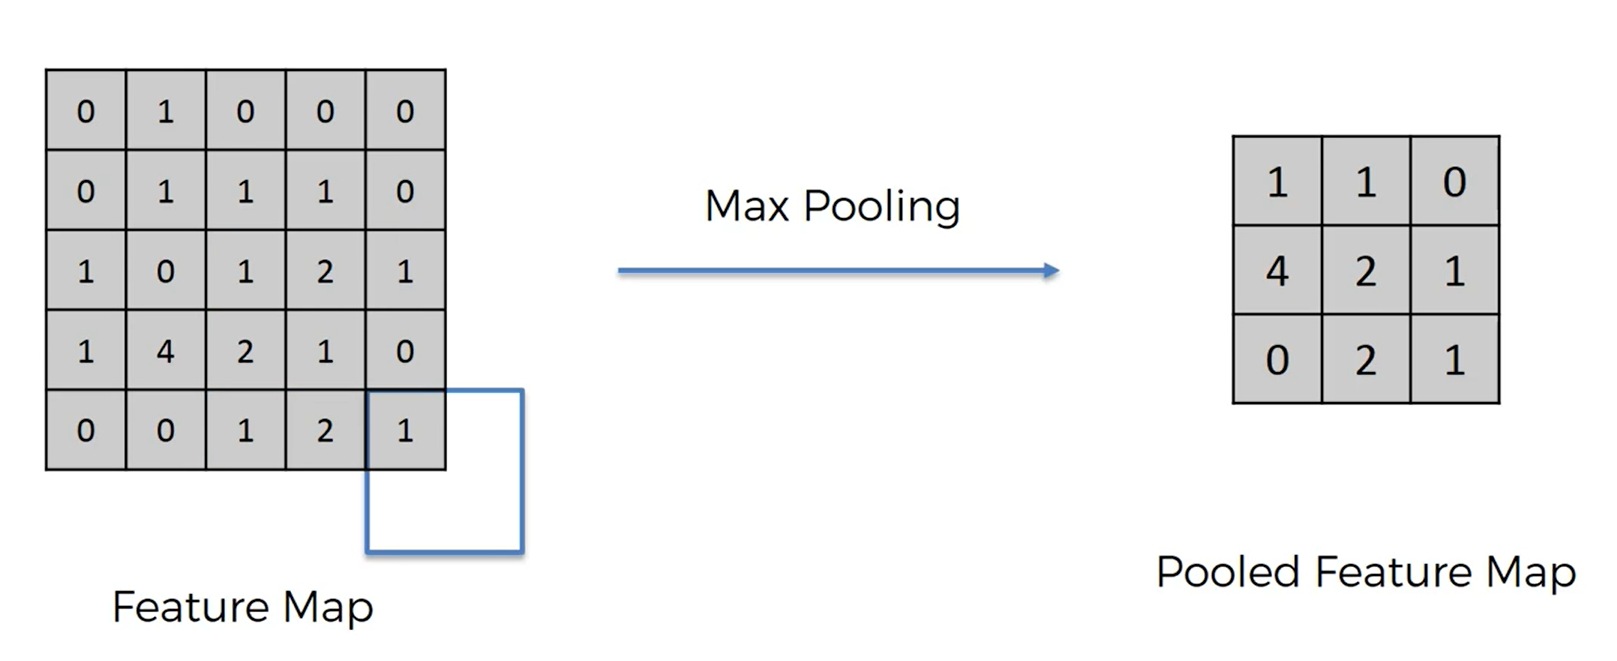 0 1 0 0 0
0 1 1 1 0
1 0 1 2 1
1 4 2 1 0
0 0 1 2 1
Feature Map
Max Pooling
1 1 0
4 2 1
0 2 1
Pooled Feature Map